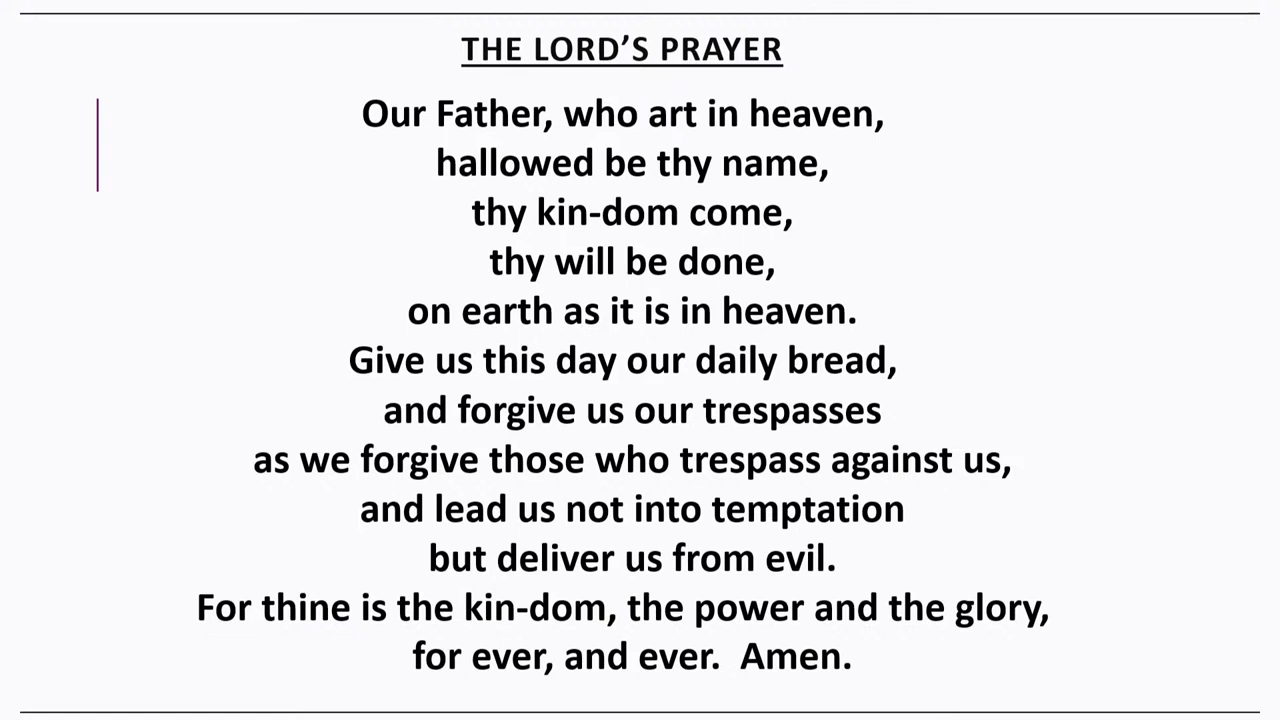 THE LORD’S PRAYER
Our Father, who art in heaven,
hallowed be thy name,
thy kin-dom come,
thy will be done,
on earth as it is in heaven.
Give us this day our daily bread,
and forgive us our trespasses
as we forgive those who trespass against us,
and lead us not into temptation
but deliver us from evil.
For thine is the kin-dom, the power and the glory,
for ever, and ever.  Amen.